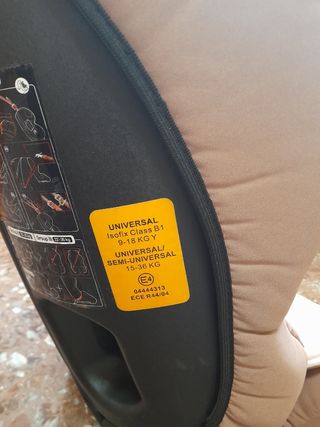 UNIVERSAL
Isofix Class B1
9-18 KG Y
UNIVERSAL/
SEMI-UNIVERSAL
15-36 KG
E4
04444313
ECE R44/04